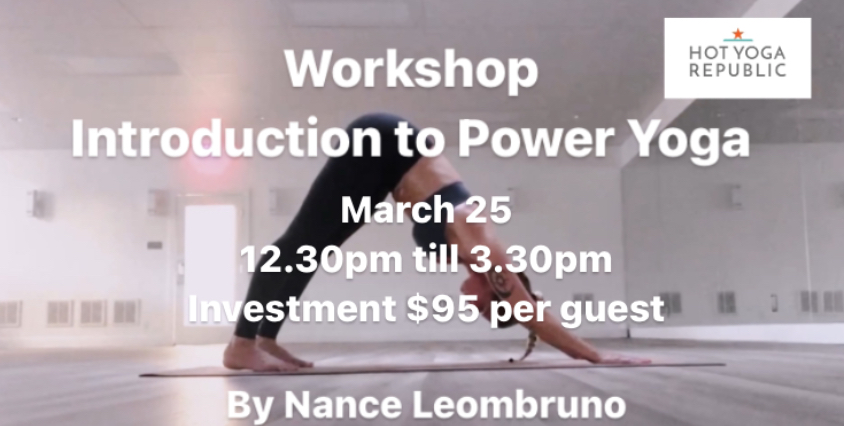 HOT YOGA
REPUBLIC
Workshop
Introduction to Power Yoga
March 25
12.30pm till 3.30pm
Investment $95 per guest
By Nance Leombruno